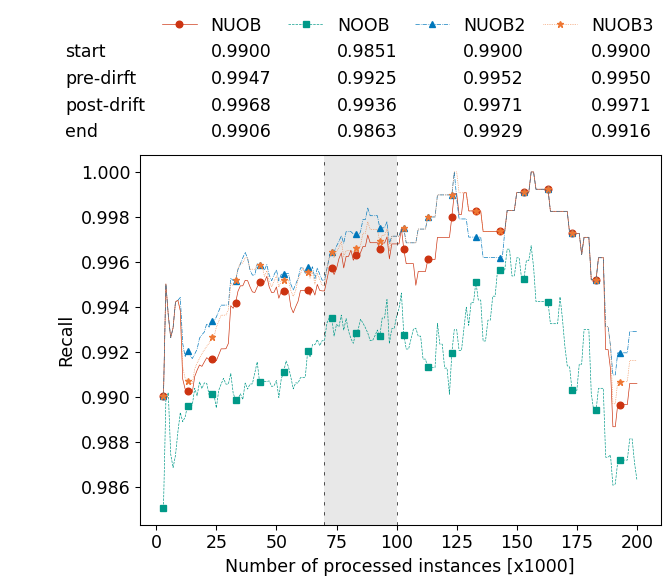 NUOB NOOB NUOB2 NUOB3
start 0.9900 0.9851 0.9900 0.9900
pre-dirft 0.9947 0.9925 0.9952 0.9950
post-drift 0.9968 0.9936 0.9971 0.9971
end 0.9906 0.9863 0.9929 0.9916
1.000
0.998
0.996
0.994
0.992
0.990
0.988
0.986
Recall
0 25 50 75 100 125 150 175 200
Number of processed instances [x1000]